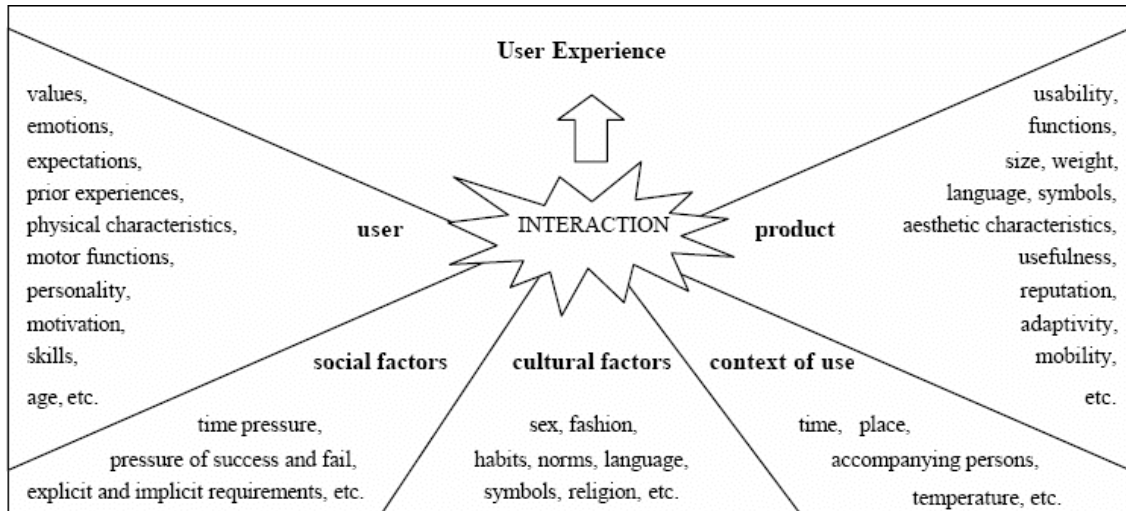 User Experience
values,
emotions,
expectations,
prior experiences,
physical characteristics,
motor functions,
personality,
motivation,
skills,
age, etc.
user
INTERACTION
product
usability,
functions,
size, weight,
language, symbols,
aesthetic characteristics,
usefulness,
reputation,
adaptivity,
mobility,
etc.
social factors
time pressure,
pressure of success and fail,
explicit and implicit requirements, etc.
cultural factors
sex, fashion,
habits, norms, language,
symbols, religion, etc.
context of use
time, place,
accompanying persons,
temperature, etc.